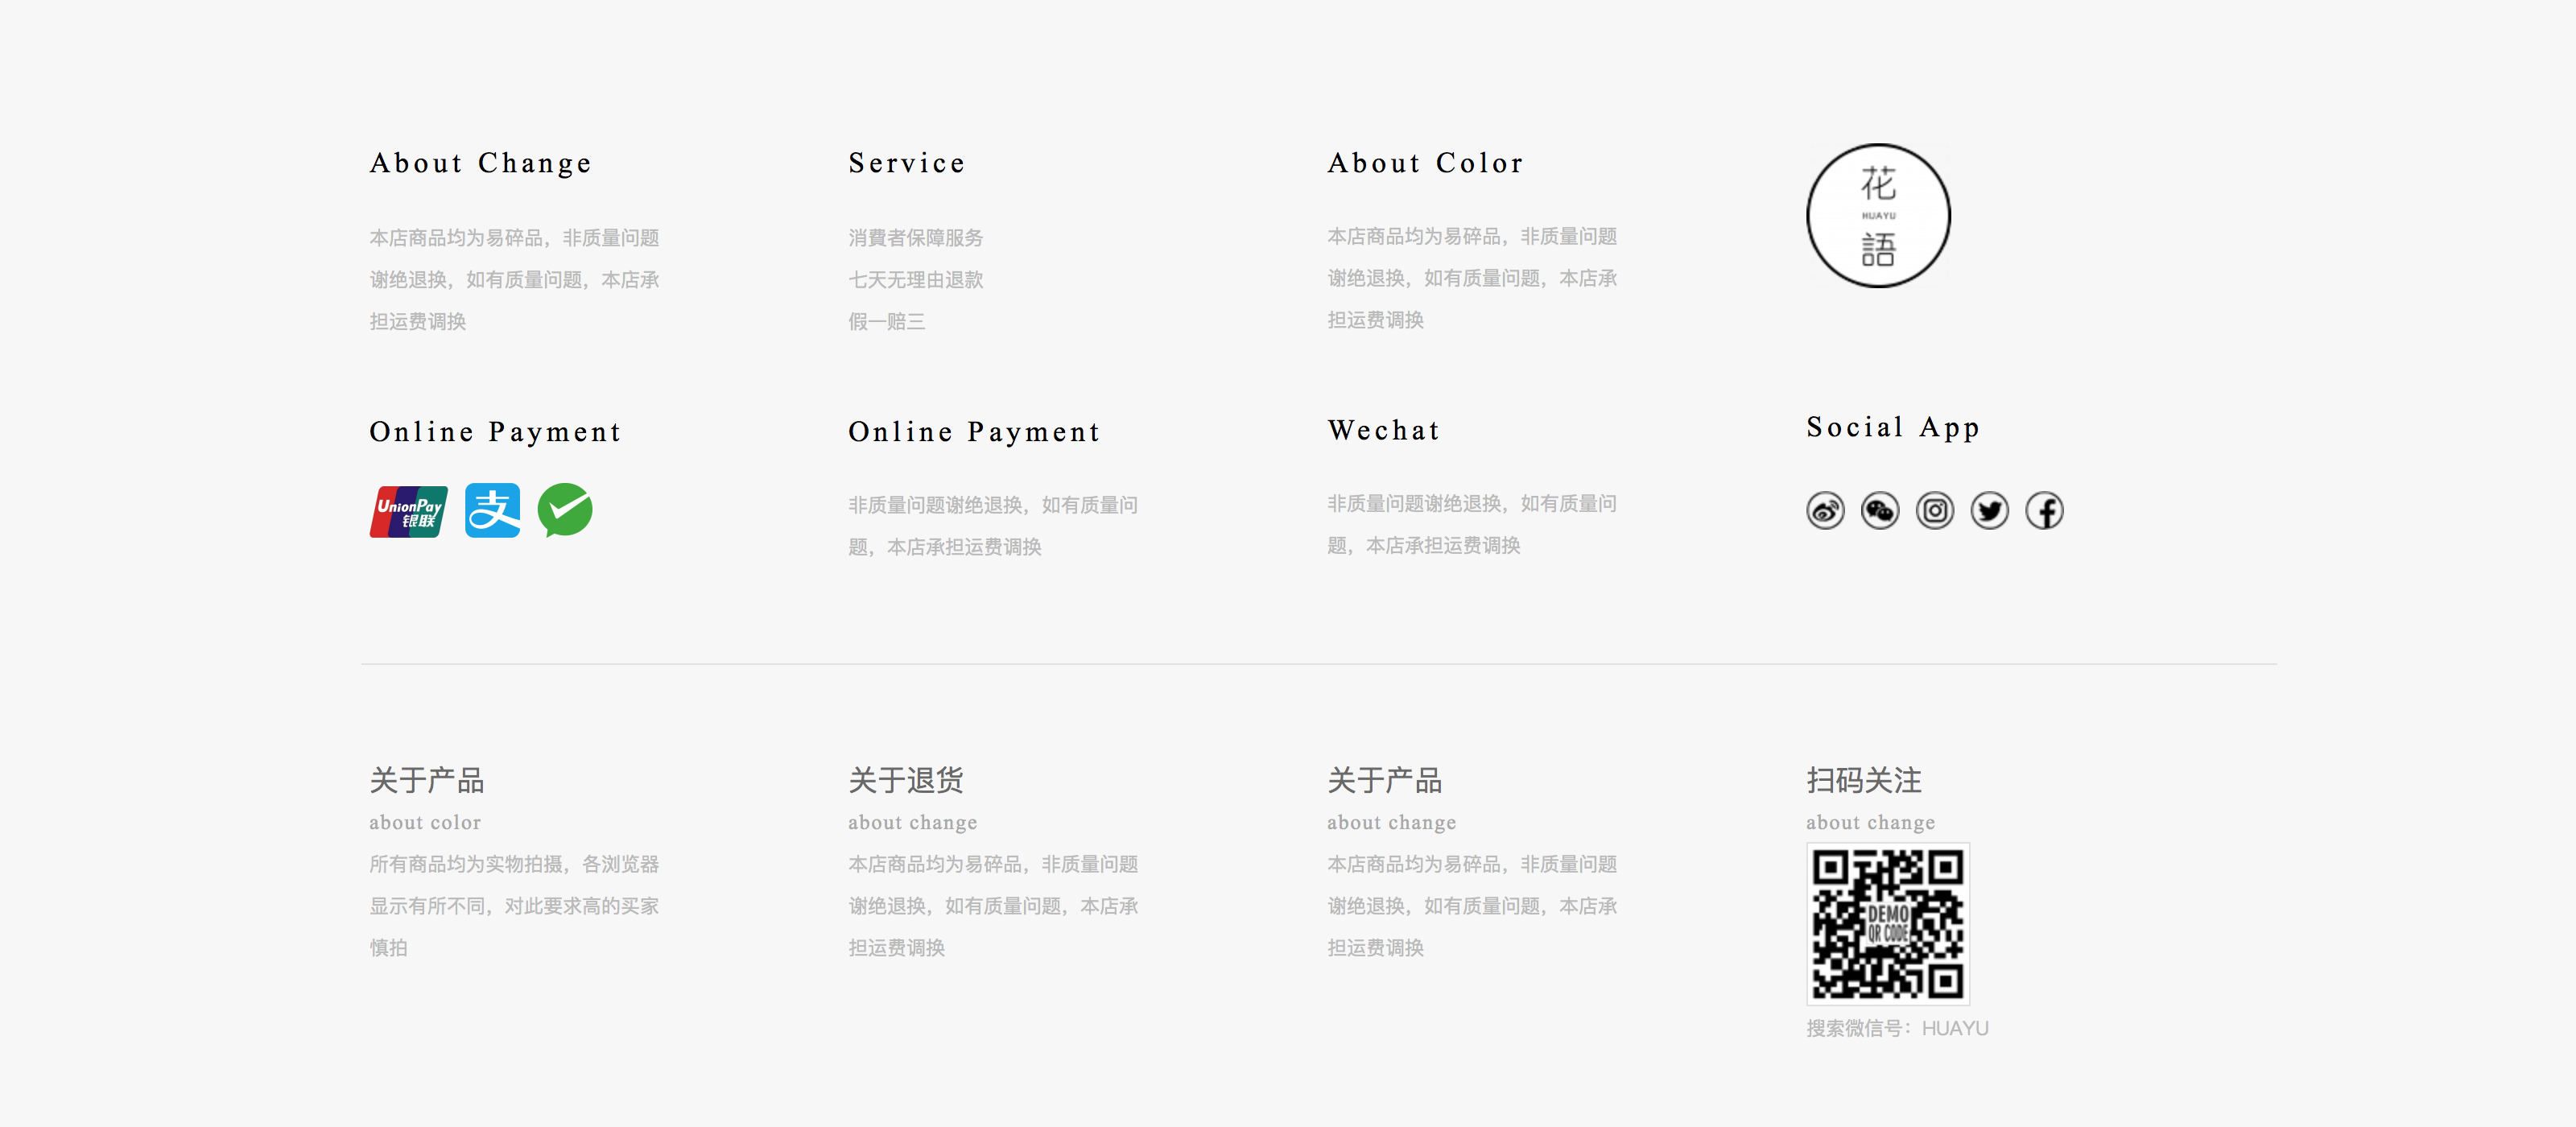 About Change
本店商品均为易碎品，非质量问题
谢绝退换，如有质量问题，本店承
担运费调换
Service
消費者保障服务
七天无理由退款
假一赔三
About Color
本店商品均为易碎品，非质量问题
谢绝退换，如有质量问题，本店承
担运费调换
花
HUAYU
語
Online Payment
UnionPay
银联
支
Online Payment
非质量问题谢绝退换，如有质量问
题，本店承担运费调换
Wechat
非质量问题谢绝退换，如有质量问
题，本店承担运费调换
Social App
关于产品
about color
所有商品均为实物拍摄，各浏览器
显示有所不同，对此要求高的买家
慎拍
关于退货
about change
本店商品均为易碎品，非质量问题
谢绝退换，如有质量问题，本店承
担运费调换
关于产品
about change
本店商品均为易碎品，非质量问题
谢绝退换，如有质量问题，本店承
担运费调换
扫码关注
about change
DEMO
QR CODE
搜索微信号：HUAYU